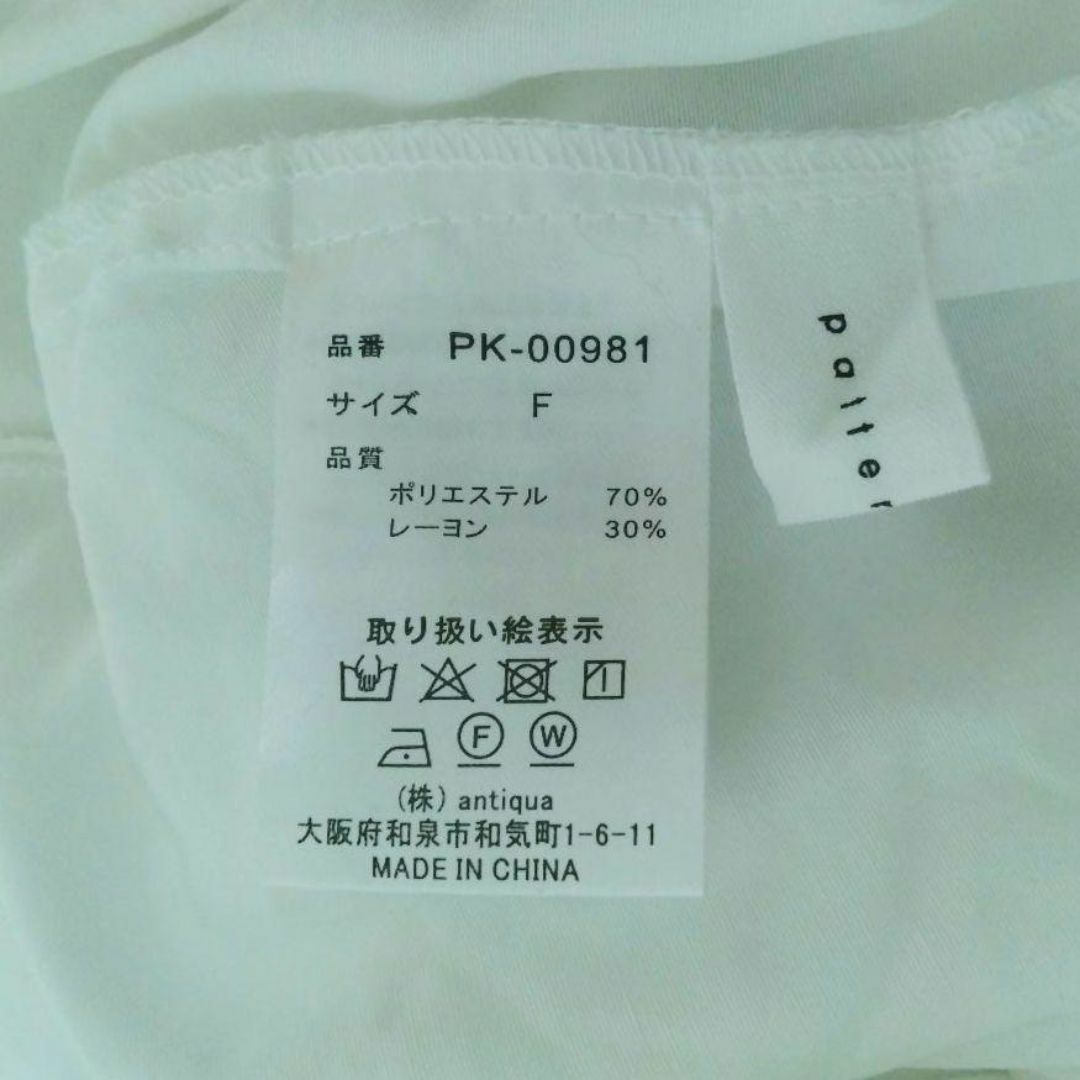 品番 PK-00981
サイズ F
品質
ポリエステル 70%
レーヨン 30%
取り扱い絵表示
F W
(株) antiqua
大阪府和泉市和気町1-6-11
MADE IN CHINA
patter